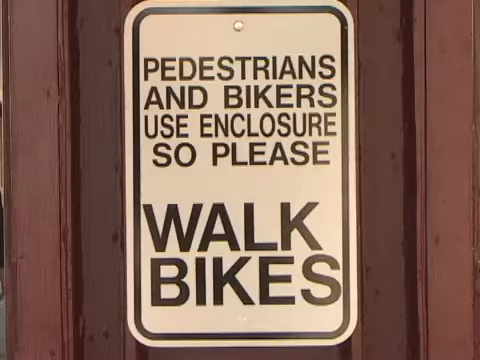 PEDESTRIANS
AND BIKERS
USE ENCLOSURE
SO PLEASE
WALK
BIKES